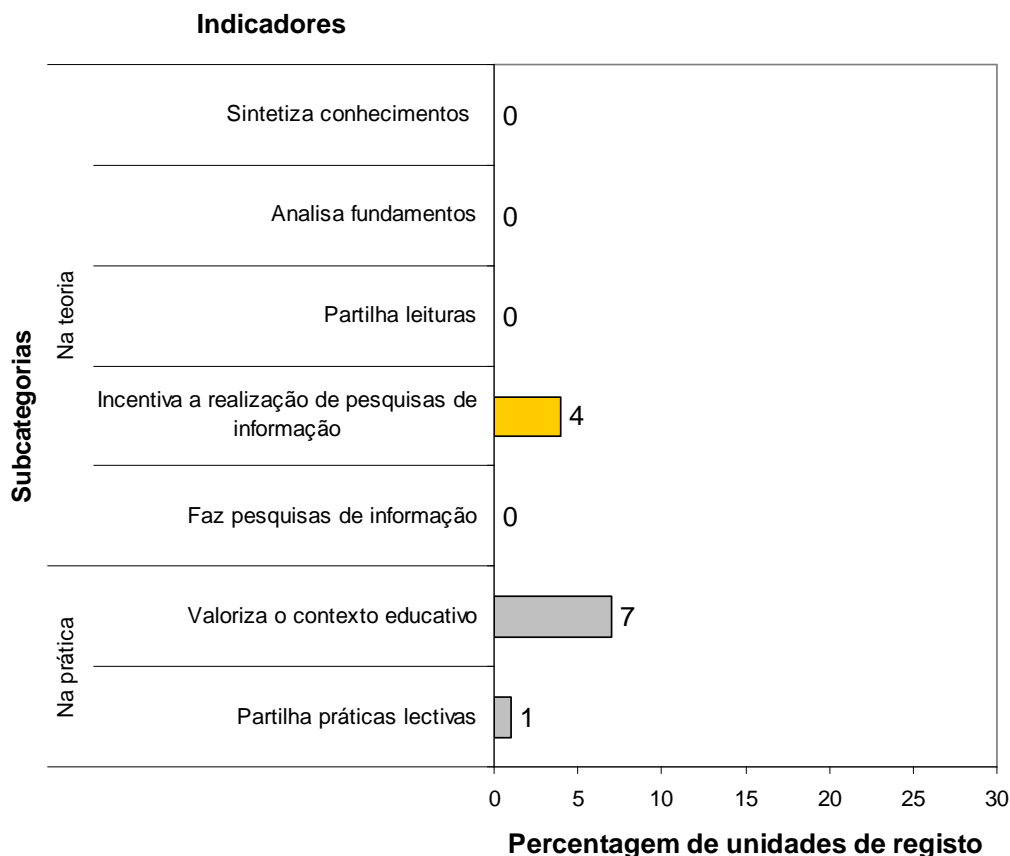 Indicadores
Subcategorias
Na teoria
Sintetiza conhecimentos 0
Analisa fundamentos 0
Partilha leituras 0
Incentiva a realização de pesquisas de
informação 4
Faz pesquisas de informação 0
Na prática
Valoriza o contexto educativo 7
Partilha práticas lectivas 1
0 5 10 15 20 25 30
Percentagem de unidades de registo